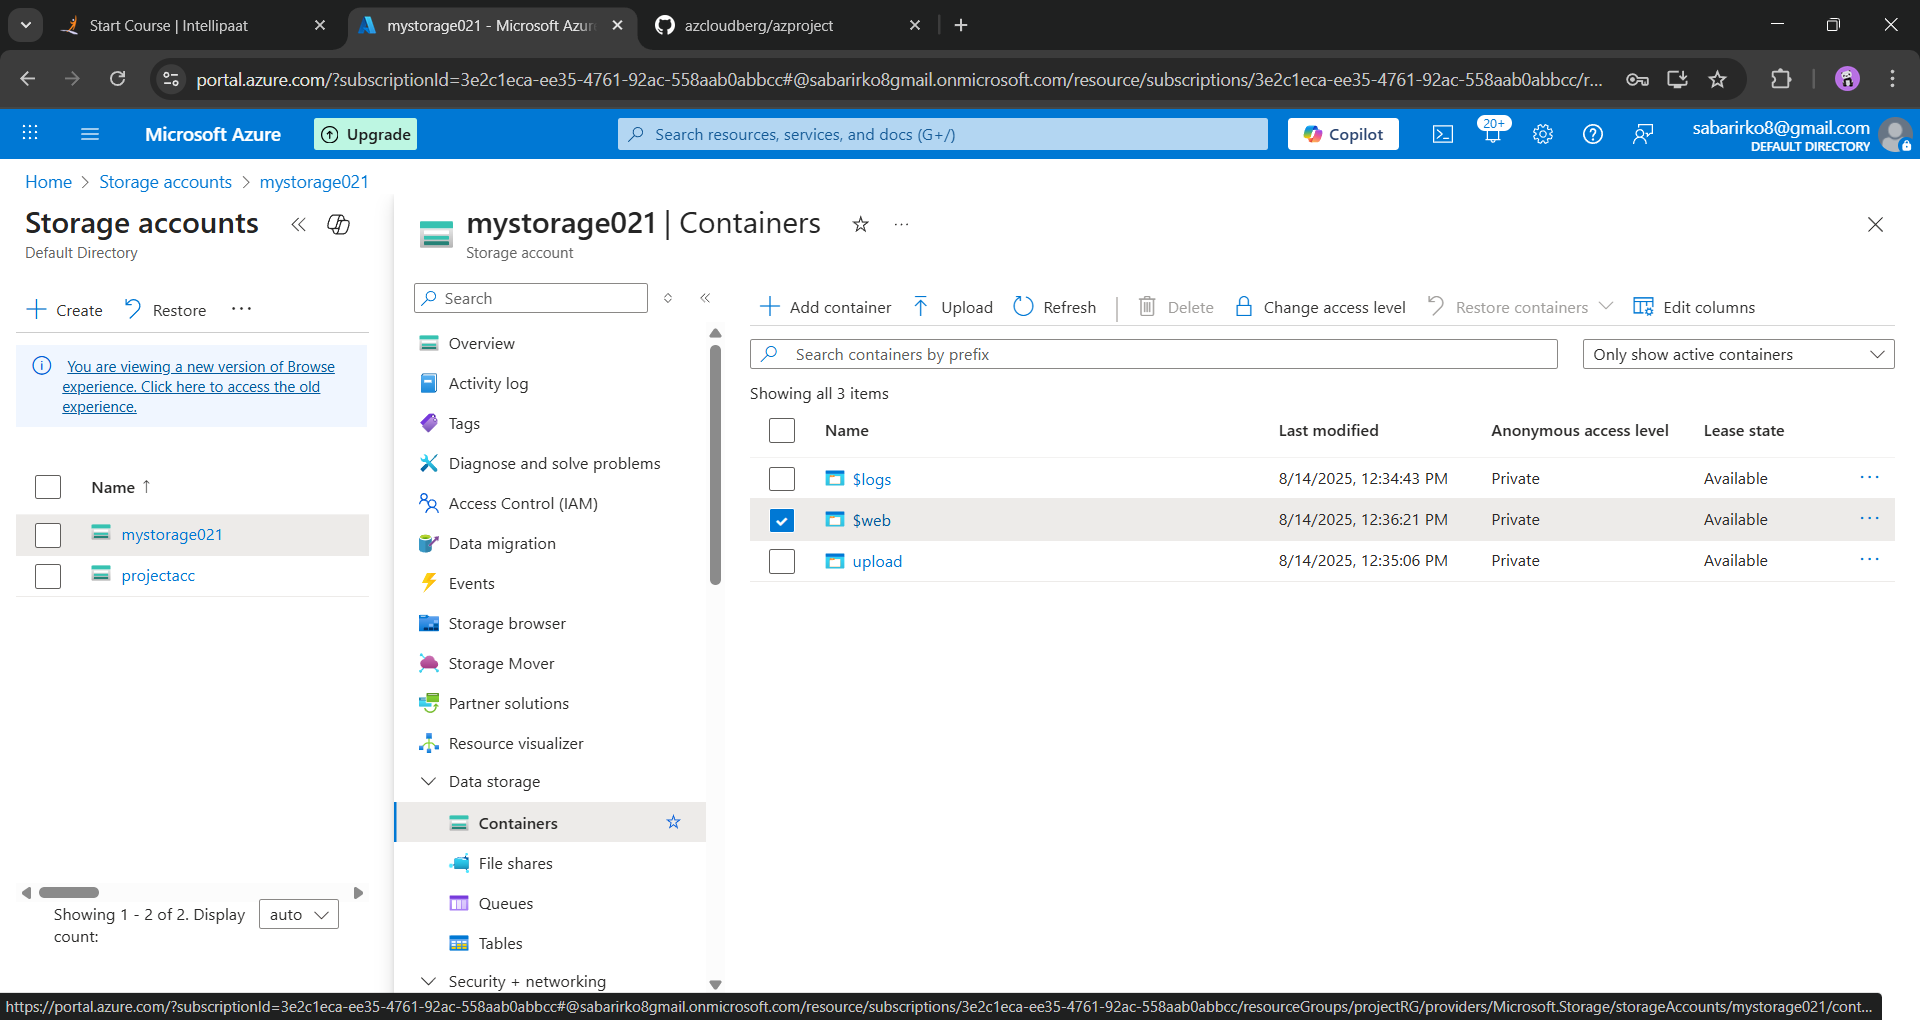 Start Course | Intellipaat
mystorage021 - Microsoft Azur
azcloudberg/azproject
portal.azure.com/?subscriptionId=3e2c1eca-ee35-4761-92ac-558aab0abbcc#@sabarirko8gmail.onmicrosoft.com/resource/subscriptions/3e2c1eca-ee35-4761-92ac-558aab0abbcc/r...
Microsoft Azure
Upgrade
Search resources, services, and docs (G+/)
Copilot
20+
sabarirko8@gmail.com
DEFAULT DIRECTORY
Home > Storage accounts > mystorage021
Storage accounts
Default Directory
Create
Restore
...
You are viewing a new version of Browse
experience. Click here to access the old
experience.
Name ↑
mystorage021
projectacc
Showing 1 - 2 of 2. Display
count:
auto
mystorage021 | Containers
...
Storage account
Search
Overview
Activity log
Tags
Diagnose and solve problems
Access Control (IAM)
Data migration
Events
Storage browser
Storage Mover
Partner solutions
Resource visualizer
Data storage
Containers
File shares
Queues
Tables
Security + networking
Add container
Upload
Refresh
Delete
Change access level
Restore containers
Edit columns
Search containers by prefix
Only show active containers
Showing all 3 items
Name Last modified Anonymous access level Lease state
$logs 8/14/2025, 12:34:43 PM Private Available ...
$web 8/14/2025, 12:36:21 PM Private Available ...
upload 8/14/2025, 12:35:06 PM Private Available ...
https://portal.azure.com/?subscriptionId=3e2c1eca-ee35-4761-92ac-558aab0abbcc#@sabarirko8gmail.onmicrosoft.com/resource/subscriptions/3e2c1eca-ee35-4761-92ac-558aab0abbcc/resourceGroups/projectRG/providers/Microsoft.Storage/storageAccounts/mystorage021/cont...